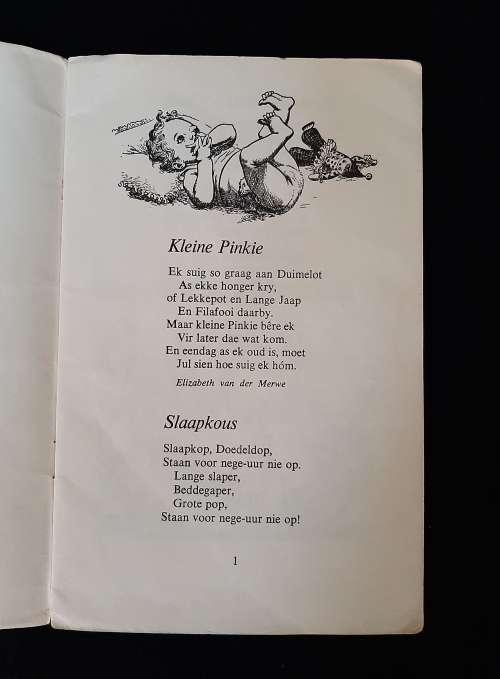 Kleine Pinkie
Ek suig so graag aan Duimelot
As ekke honger kry,
of Lekkepot en Lange Jaap
En Filafooi daarby.
Maar kleine Pinkie bêre ek
Vir later dae wat kom.
En eendag as ek oud is, moet
Jul sien hoe suig ek hóm.
Elizabeth van der Merwe
Slaapkous
Slaapkop, Doedeldop,
Staan voor nege-uur nie op.
Lange slaper,
Beddegaper,
Grote pop,
Staan voor nege-uur nie op!
1